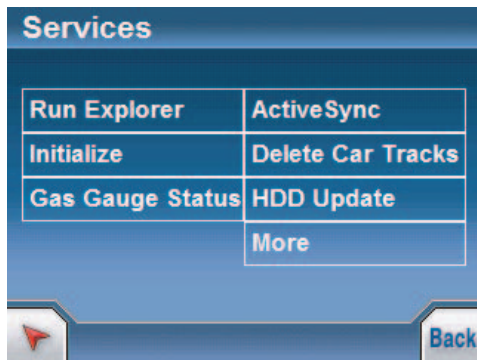 Services
Run Explorer
ActiveSync
Initialize
Delete Car Tracks
Gas Gauge Status
HDD Update
More
Back